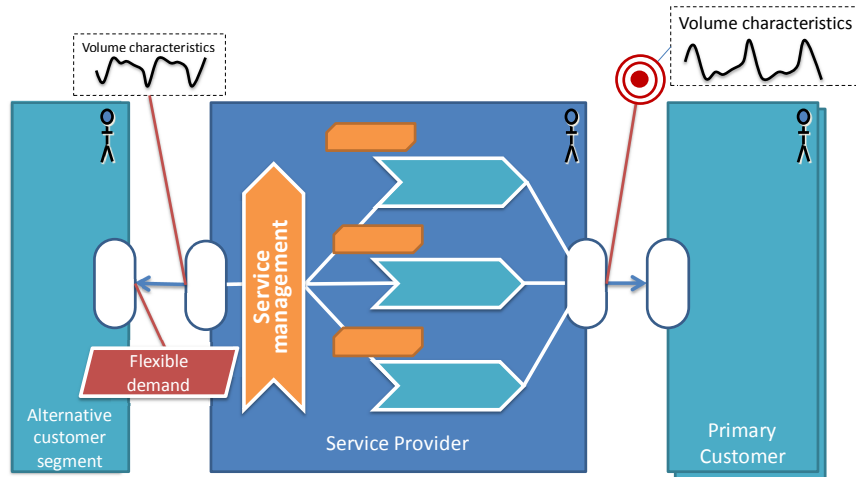 Volume characteristics
Volume characteristics
Service
management
Flexible
demand
Alternative
customer
segment
Service Provider
Primary
Customer